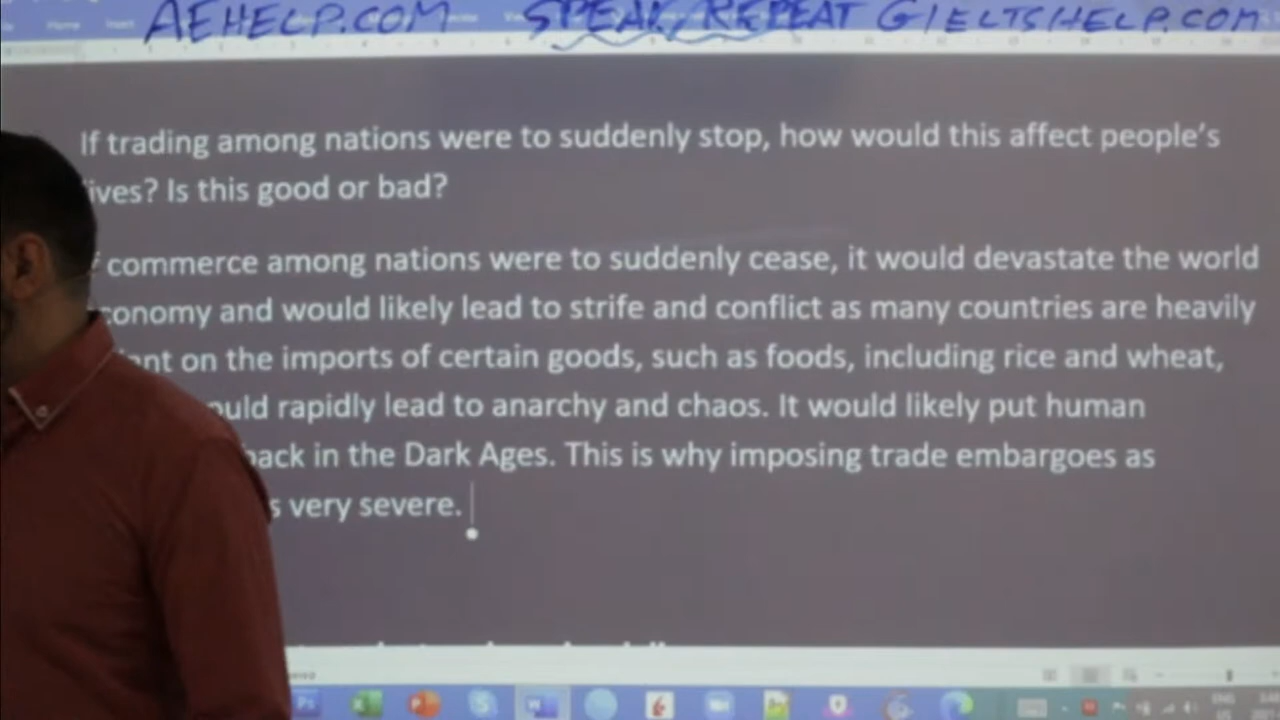 AEHELP.COM SPEAK/REPEAT GIELTSHELP.COM
If trading among nations were to suddenly stop, how would this affect people's
ives? Is this good or bad?
commerce among nations were to suddenly cease, it would devastate the world
conomy and would likely lead to strife and conflict as many countries are heavily
on the imports of certain goods, such as foods, including rice and wheat,
rapidly lead to anarchy and chaos. It would likely put human
back in the Dark Ages. This is why imposing trade embargoes as
very severe.